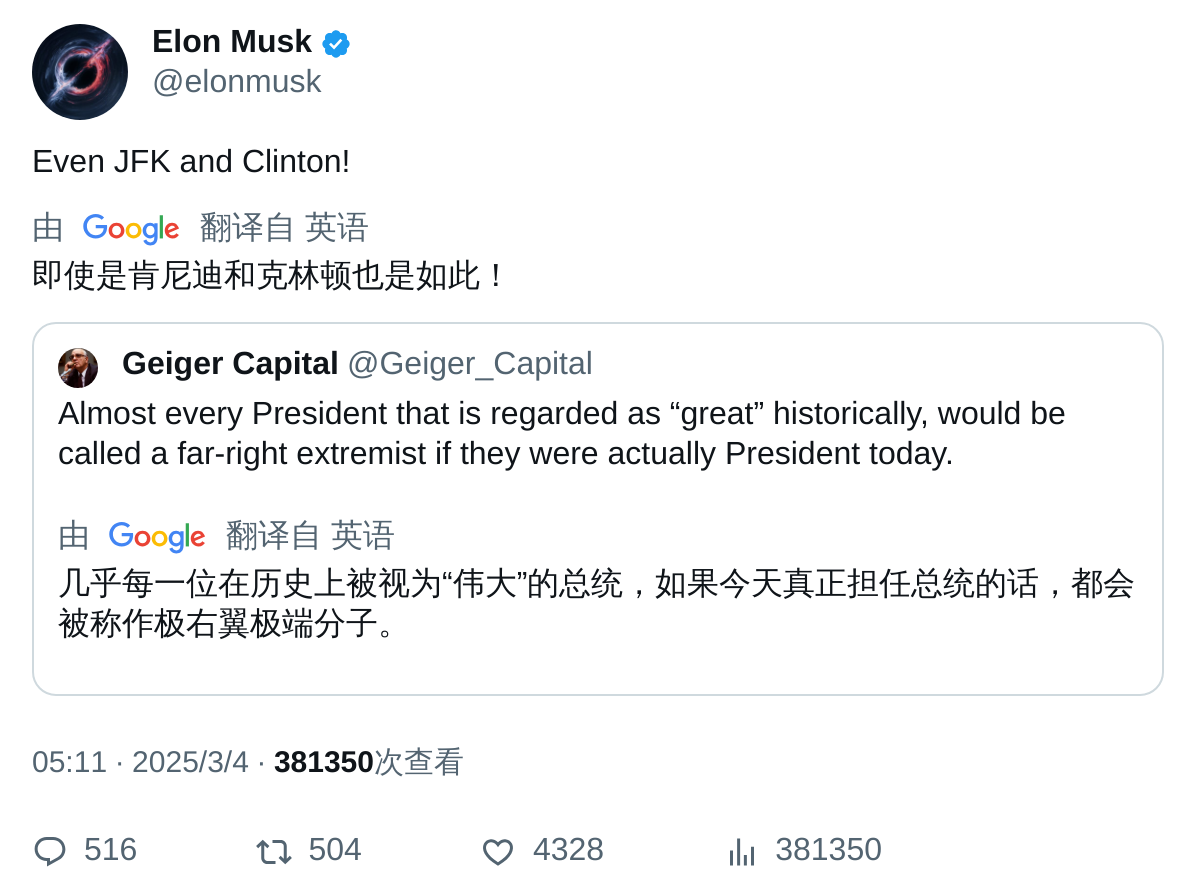 Elon Musk
@elonmusk
Even JFK and Clinton!
由 Google 翻译自 英语
即使是肯尼迪和克林顿也是如此！
Geiger Capital @Geiger_Capital
Almost every President that is regarded as “great” historically, would be
called a far-right extremist if they were actually President today.
由 Google 翻译自 英语
几乎每一位在历史上被视为“伟大”的总统，如果今天真正担任总统的话，都会
被称作极右翼极端分子。
05:11 · 2025/3/4 · 381350次查看
516 504 4328 381350